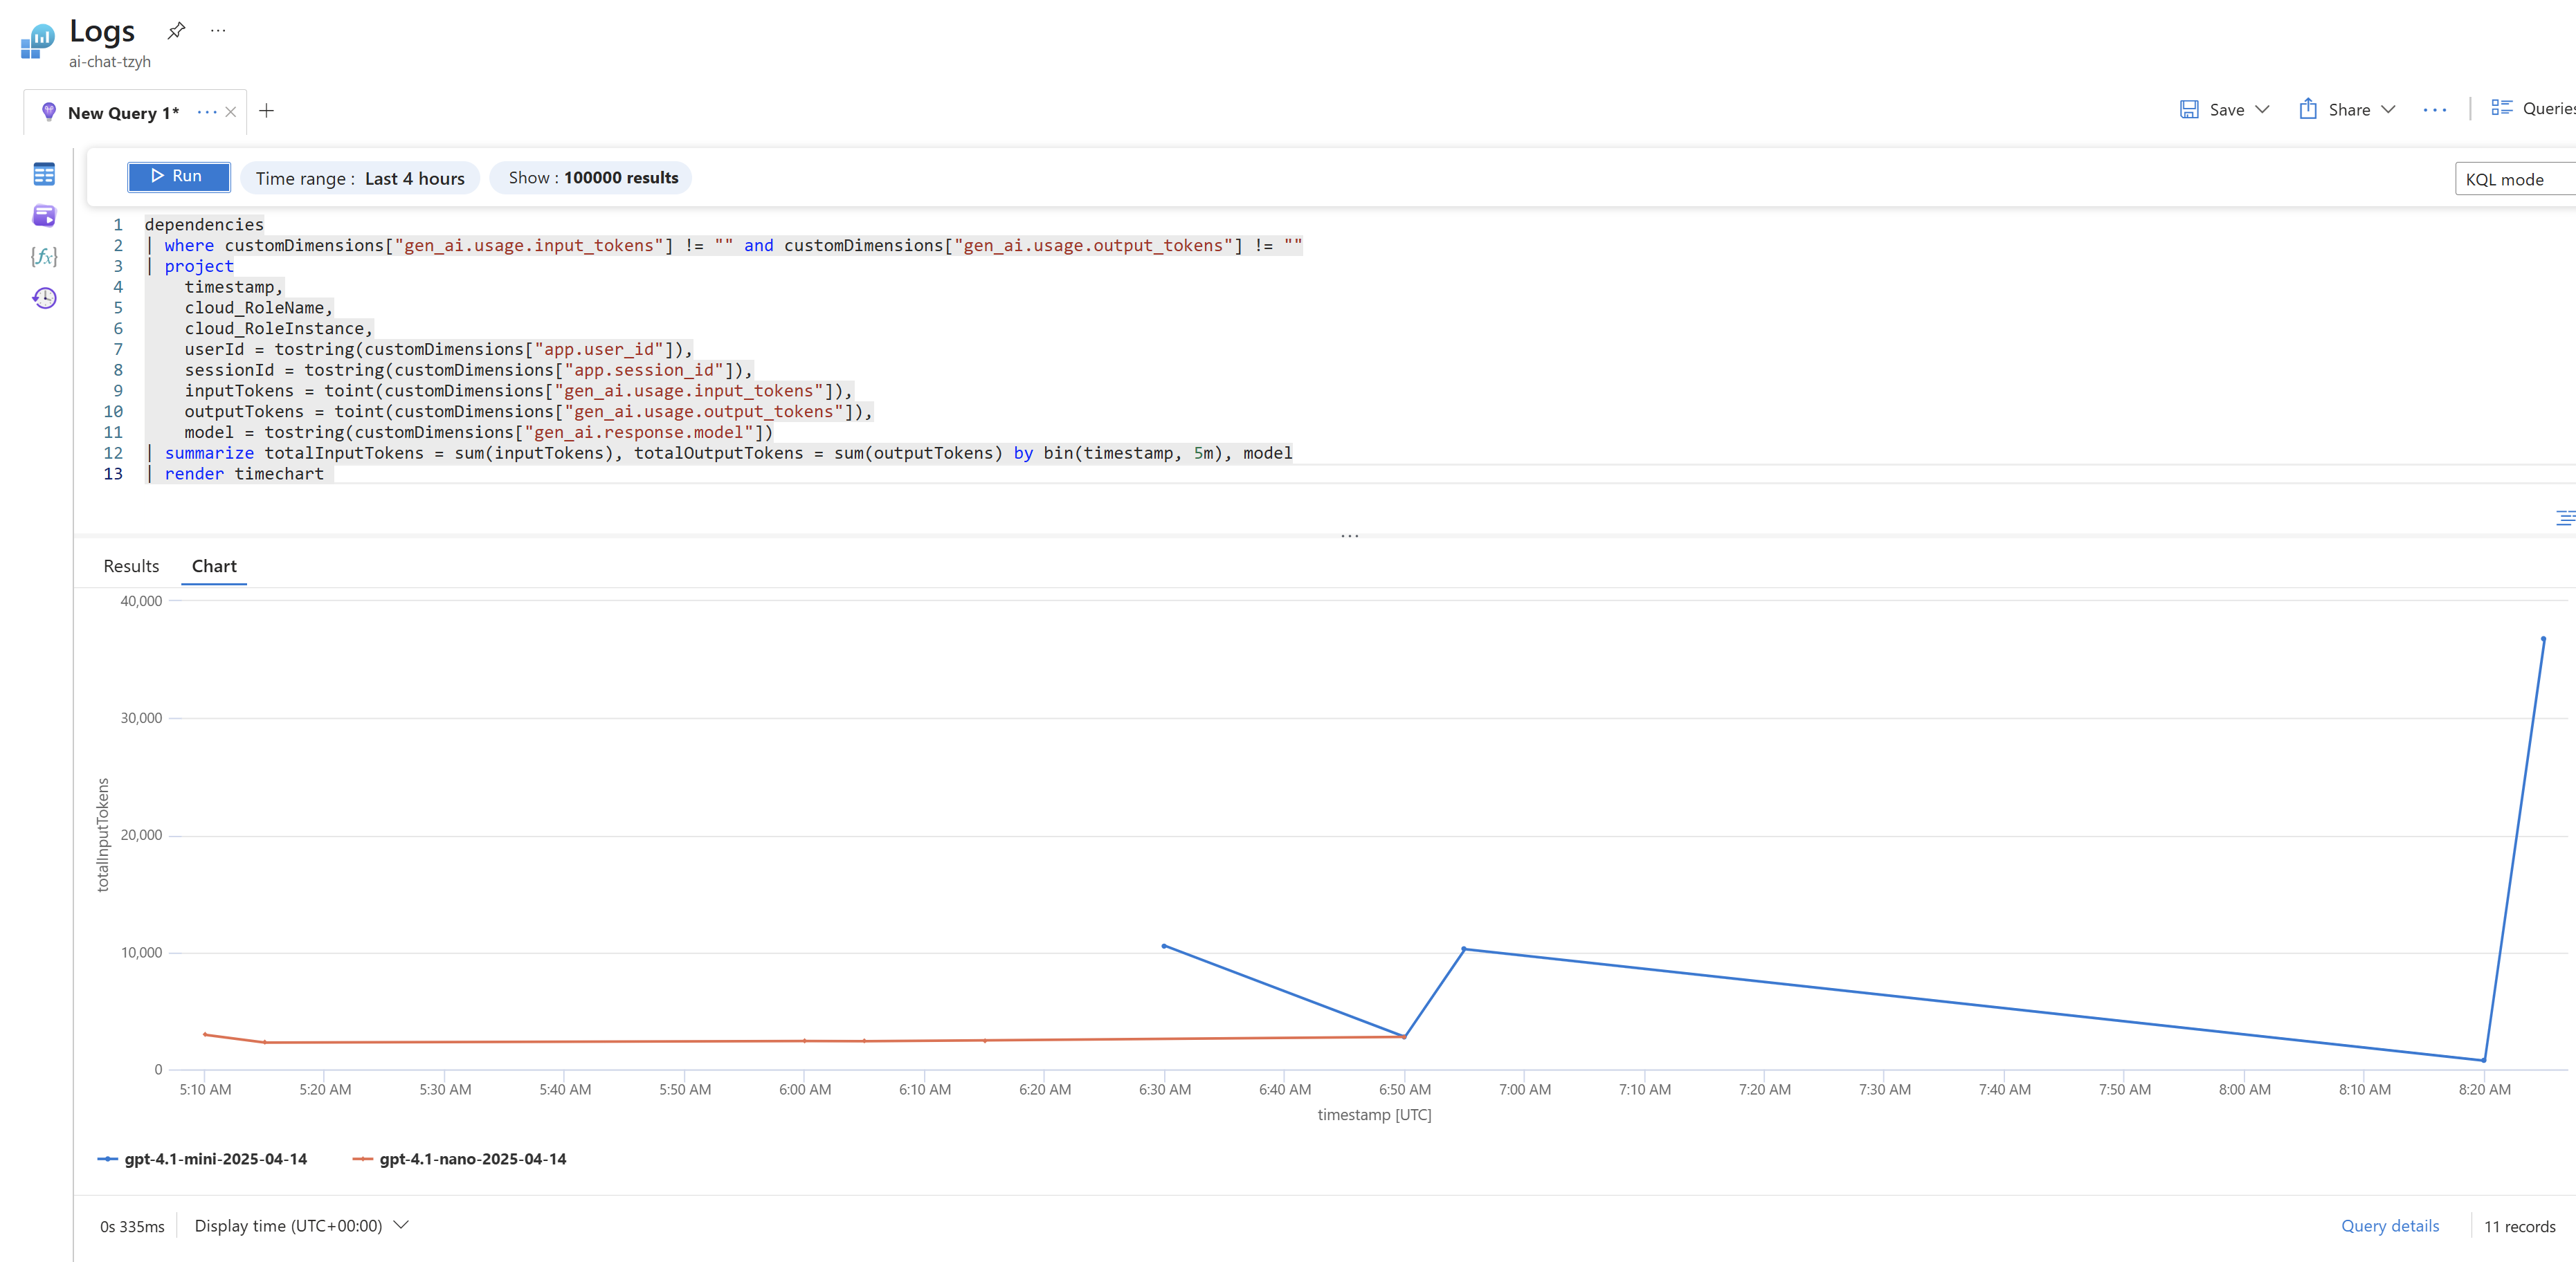 Logs
ai-chat-tzyh
New Query 1*
Save
Share
Queries
Run
Time range : Last 4 hours
Show : 100000 results
KQL mode
1 dependencies
2 | where customDimensions["gen_ai.usage.input_tokens"] != "" and customDimensions["gen_ai.usage.output_tokens"] != ""
3 | project
4 timestamp,
5 cloud_RoleName,
6 cloud_RoleInstance,
7 userId = tostring(customDimensions["app.user_id"]),
8 sessionId = tostring(customDimensions["app.session_id"]),
9 inputTokens = toint(customDimensions["gen_ai.usage.input_tokens"]),
10 outputTokens = toint(customDimensions["gen_ai.usage.output_tokens"]),
11 model = tostring(customDimensions["gen_ai.response.model"])
12 | summarize totalInputTokens = sum(inputTokens), totalOutputTokens = sum(outputTokens) by bin(timestamp, 5m), model
13 | render timechart
Results Chart
40,000
30,000
20,000
10,000
0
totalInputTokens
5:10 AM 5:20 AM 5:30 AM 5:40 AM 5:50 AM 6:00 AM 6:10 AM 6:20 AM 6:30 AM 6:40 AM 6:50 AM 7:00 AM 7:10 AM 7:20 AM 7:30 AM 7:40 AM 7:50 AM 8:00 AM 8:10 AM 8:20 AM
timestamp [UTC]
gpt-4.1-mini-2025-04-14 gpt-4.1-nano-2025-04-14
0s 335ms Display time (UTC+00:00) Query details 11 records